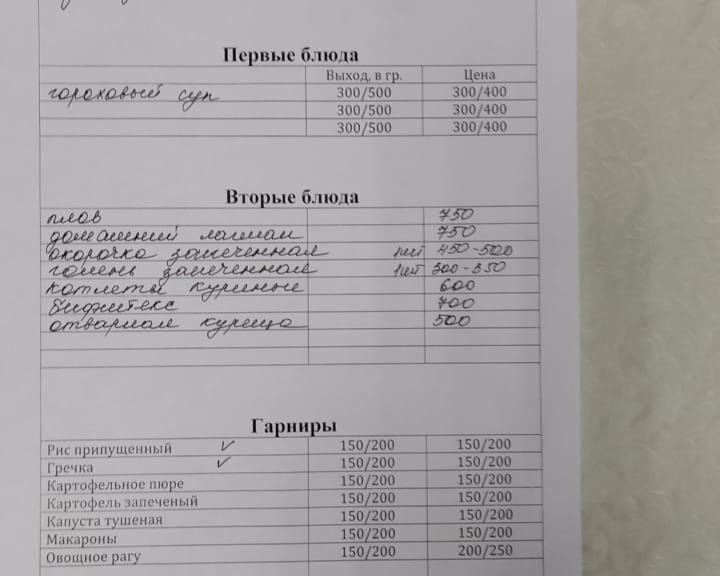 Первые блюда
Выход, в гр. Цена
гороховый суп 300/500 300/400
300/500 300/400
300/500 300/400
Вторые блюда
плов 750
домашний лагман 750
окорочка запеченная 1шт 450-500
голень запеченная 1шт 300-350
котлеты куриные 600
бифштекс 700
отварная курица 500
Гарниры
Рис припущенный ✓ 150/200 150/200
Гречка ✓ 150/200 150/200
Картофельное пюре 150/200 150/200
Картофель запеченый 150/200 150/200
Капуста тушеная 150/200 150/200
Макароны 150/200 150/200
Овощное рагу 150/200 200/250